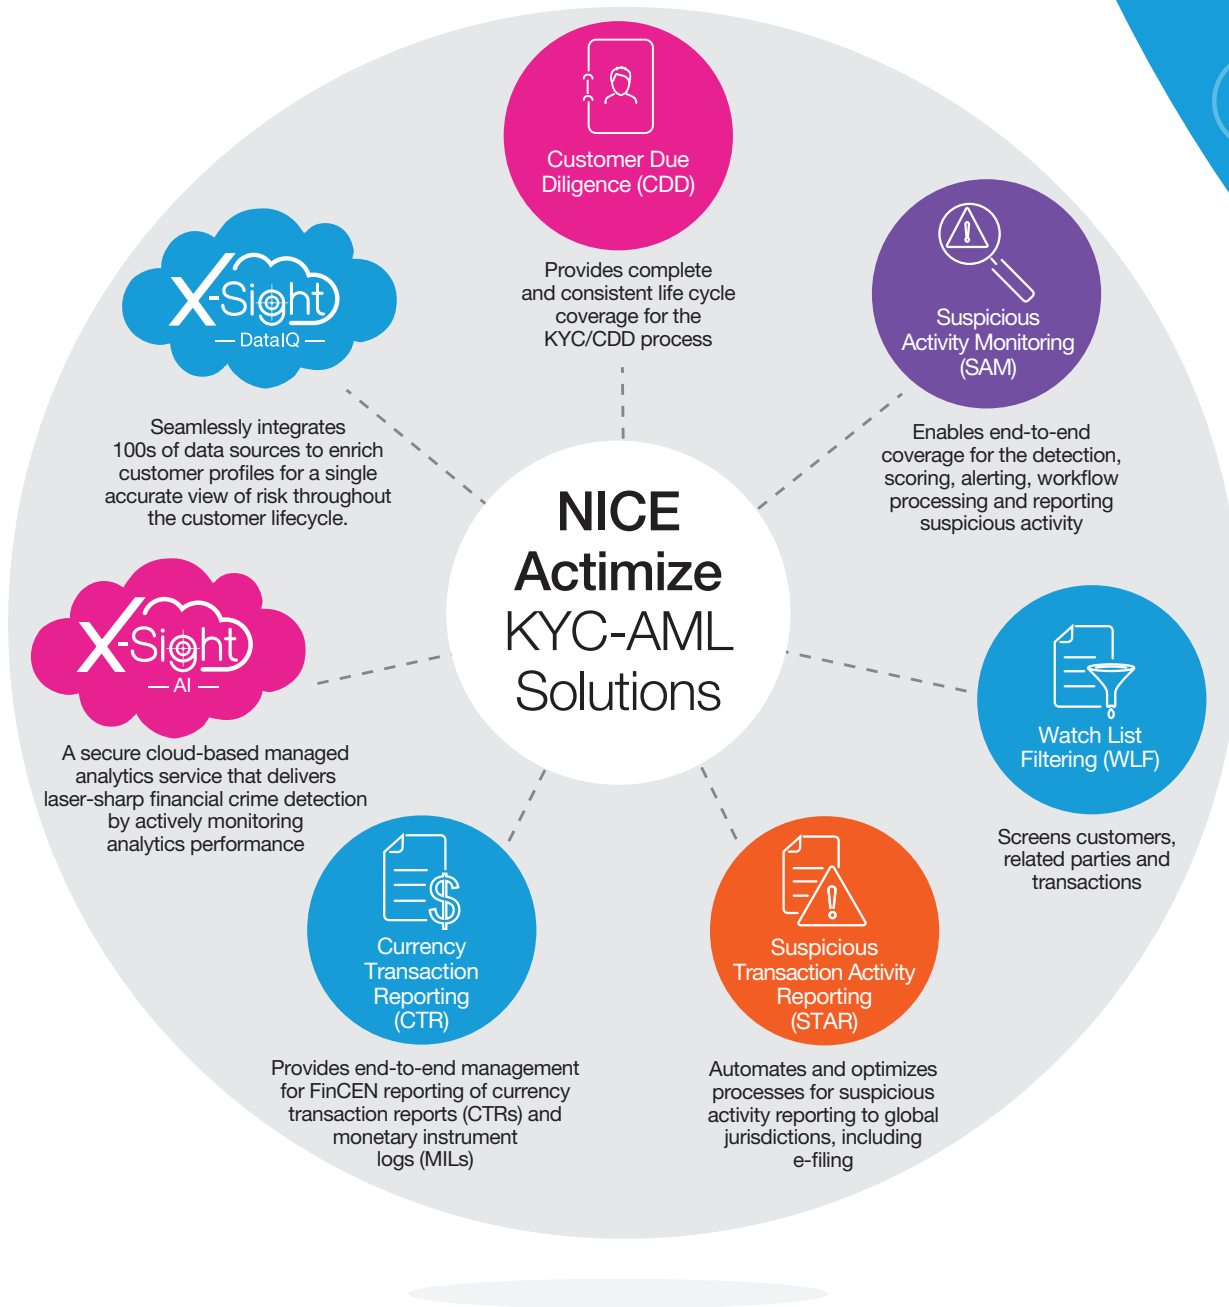 Customer Due
Diligence (CDD)
Provides complete
and consistent life cycle
coverage for the
KYC/CDD process
Suspicious
Activity Monitoring
(SAM)
Enables end-to-end
coverage for the detection,
scoring, alerting, workflow
processing and reporting
suspicious activity
Watch List
Filtering (WLF)
Screens customers,
related parties and
transactions
Suspicious
Transaction Activity
Reporting
(STAR)
Automates and optimizes
processes for suspicious
activity reporting to global
jurisdictions, including
e-filing
Currency
Transaction
Reporting
(CTR)
Provides end-to-end management
for FinCEN reporting of currency
transaction reports (CTRs) and
monetary instrument
logs (MILs)
X-Sight
AI
A secure cloud-based managed
analytics service that delivers
laser-sharp financial crime detection
by actively monitoring
analytics performance
X-Sight
DataIQ
Seamlessly integrates
100s of data sources to enrich
customer profiles for a single
accurate view of risk throughout
the customer lifecycle.
NICE
Actimize
KYC-AML
Solutions